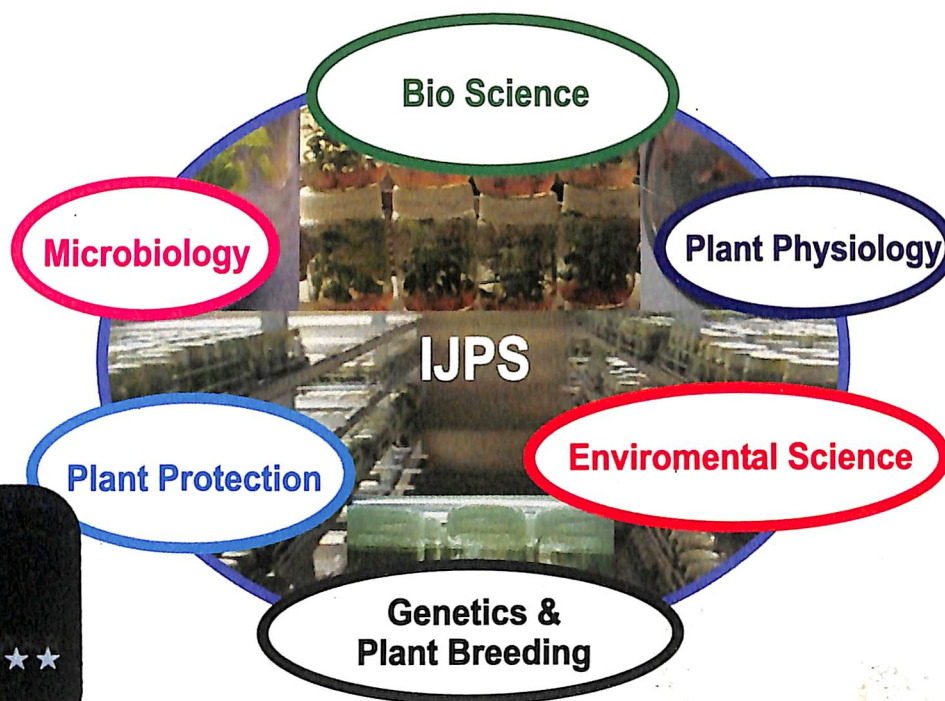 Bio Science
Microbiology
Plant Physiology
IJPS
Plant Protection
Enviromental Science
Genetics &
Plant Breeding